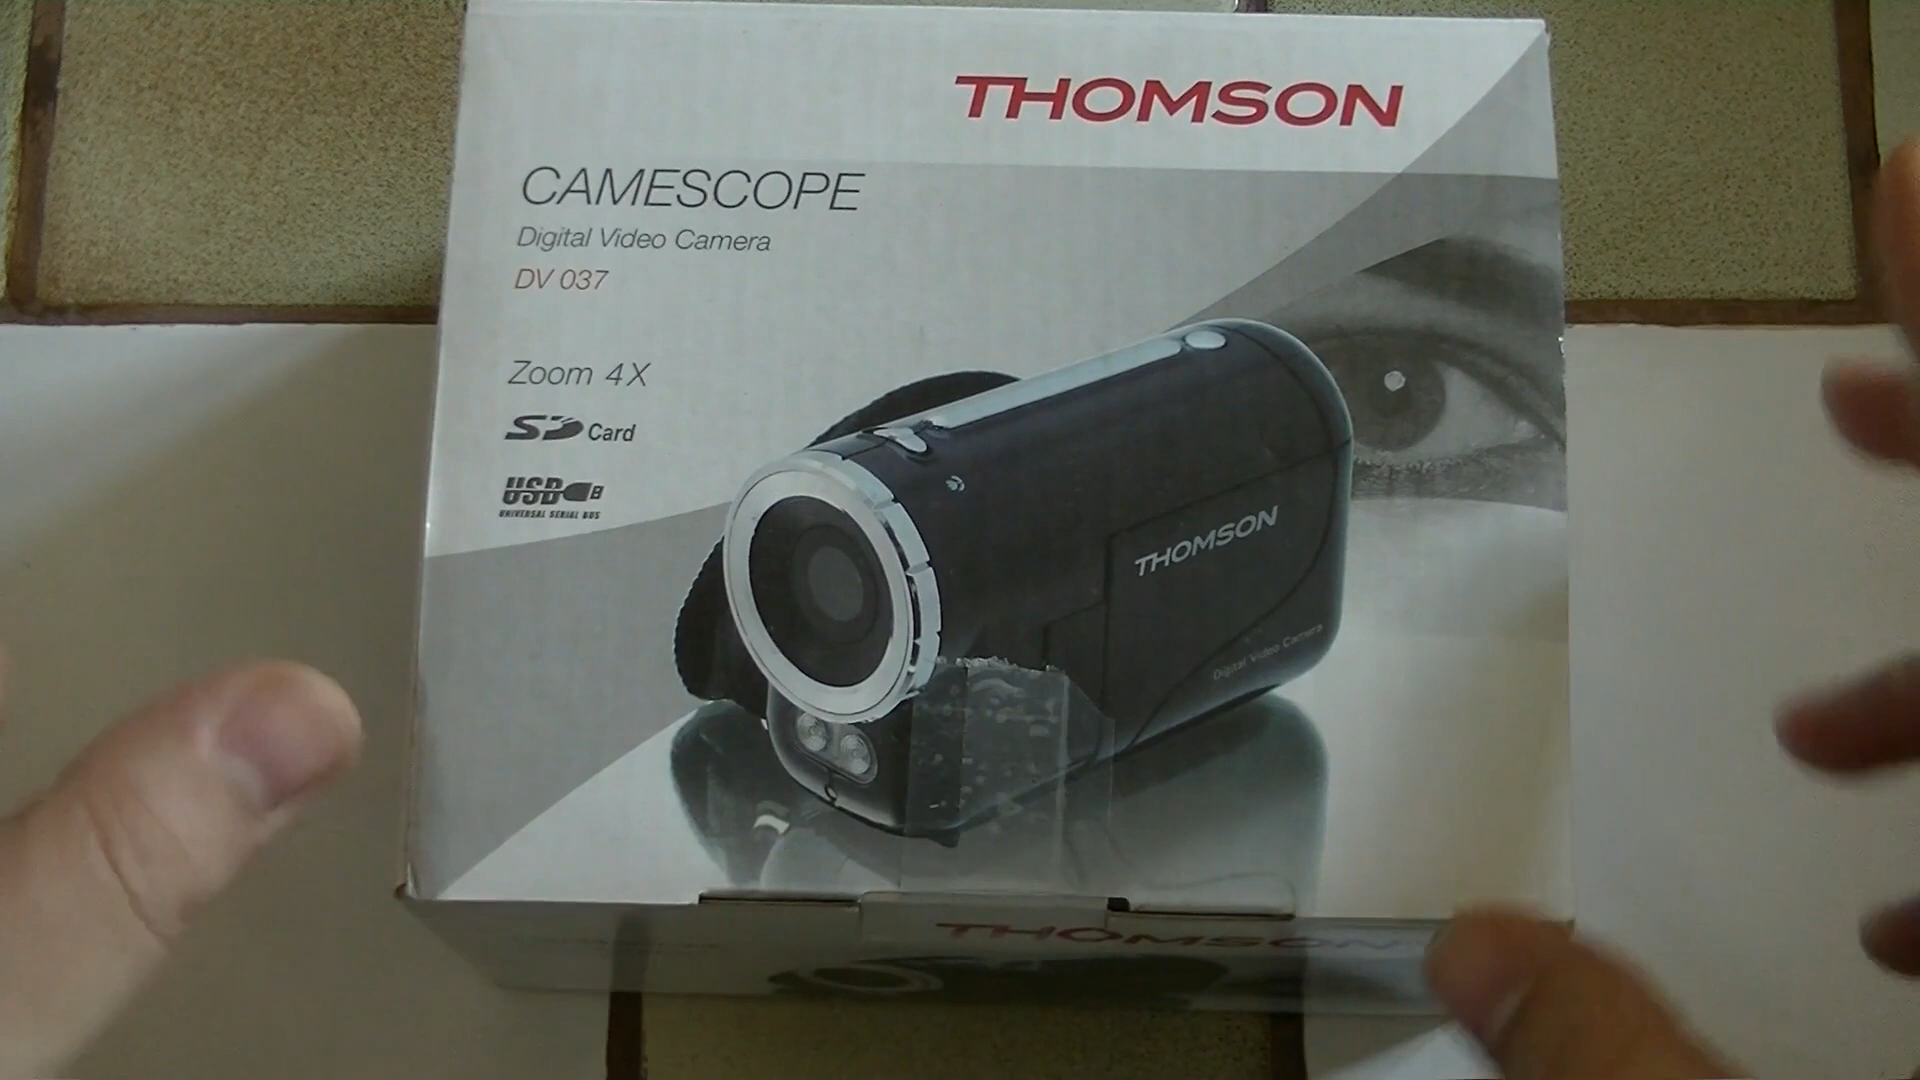 THOMSON
CAMESCOPE
Digital Video Camera
DV 037
Zoom 4X
SD Card
USB
UNIVERSAL SERIAL BUS
THOMSON
Digital Video Camera
THOMSON